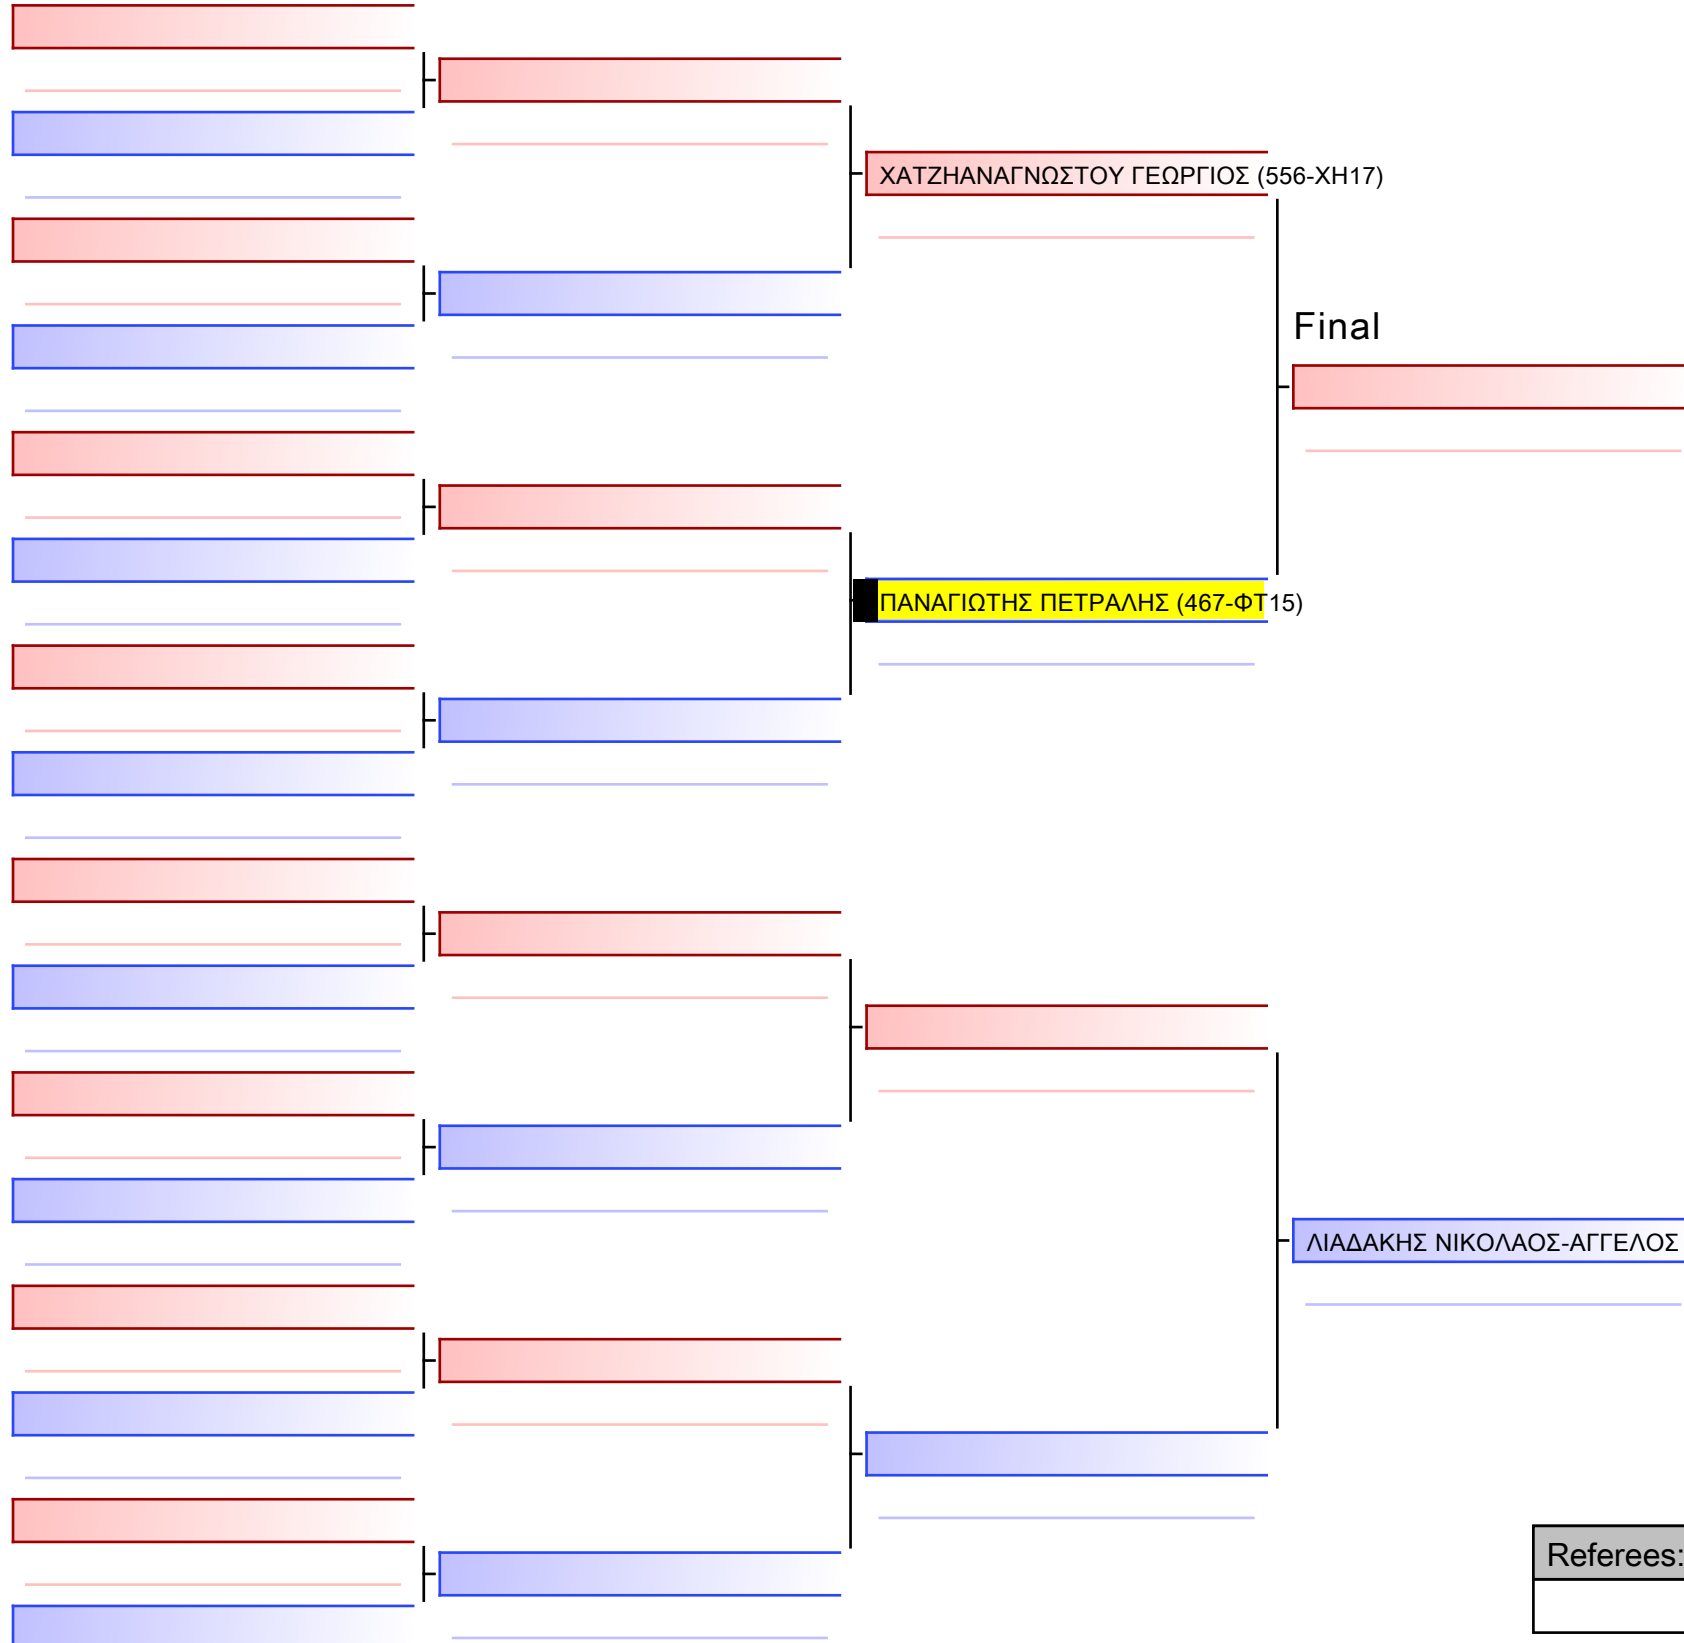 ΧΑΤΖΗΑΝΑΓΝΩΣΤΟΥ ΓΕΩΡΓΙΟΣ (556-ΧΗ17)
Final
ΠΑΝΑΓΙΩΤΗΣ ΠΕΤΡΑΛΗΣ (467-ΦΤ15)
ΛΙΑΔΑΚΗΣ ΝΙΚΟΛΑΟΣ-ΑΓΓΕΛΟΣ
Referees: